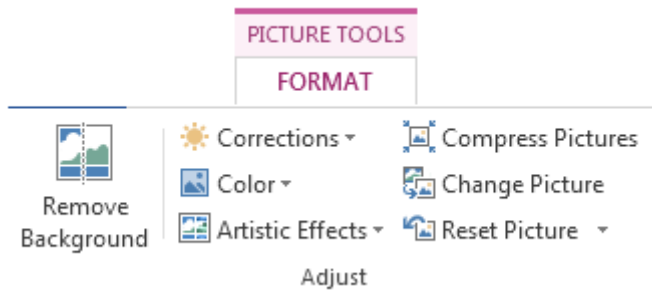 PICTURE TOOLS
FORMAT
Remove
Background
Corrections
Color
Artistic Effects
Compress Pictures
Change Picture
Reset Picture
Adjust